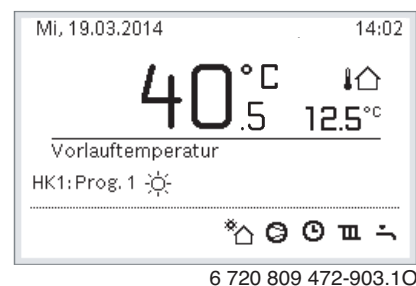 Mi, 19.03.2014 14:02
40.5 °C 12.5°C
Vorlauftemperatur
HK1: Prog. 1
6 720 809 472-903.1O